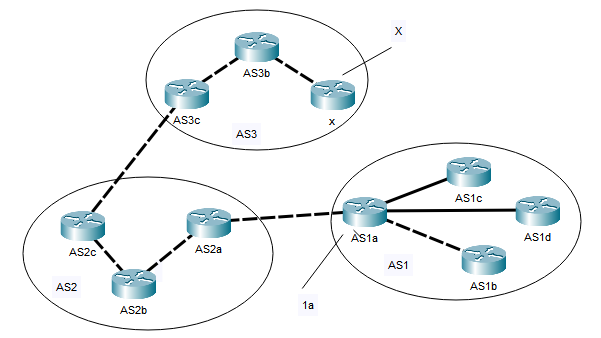 X
AS3b
x
AS3c
AS3
AS1c
AS2a
AS1a
AS1d
AS2c
AS1
AS2
AS1b
AS2b
1a